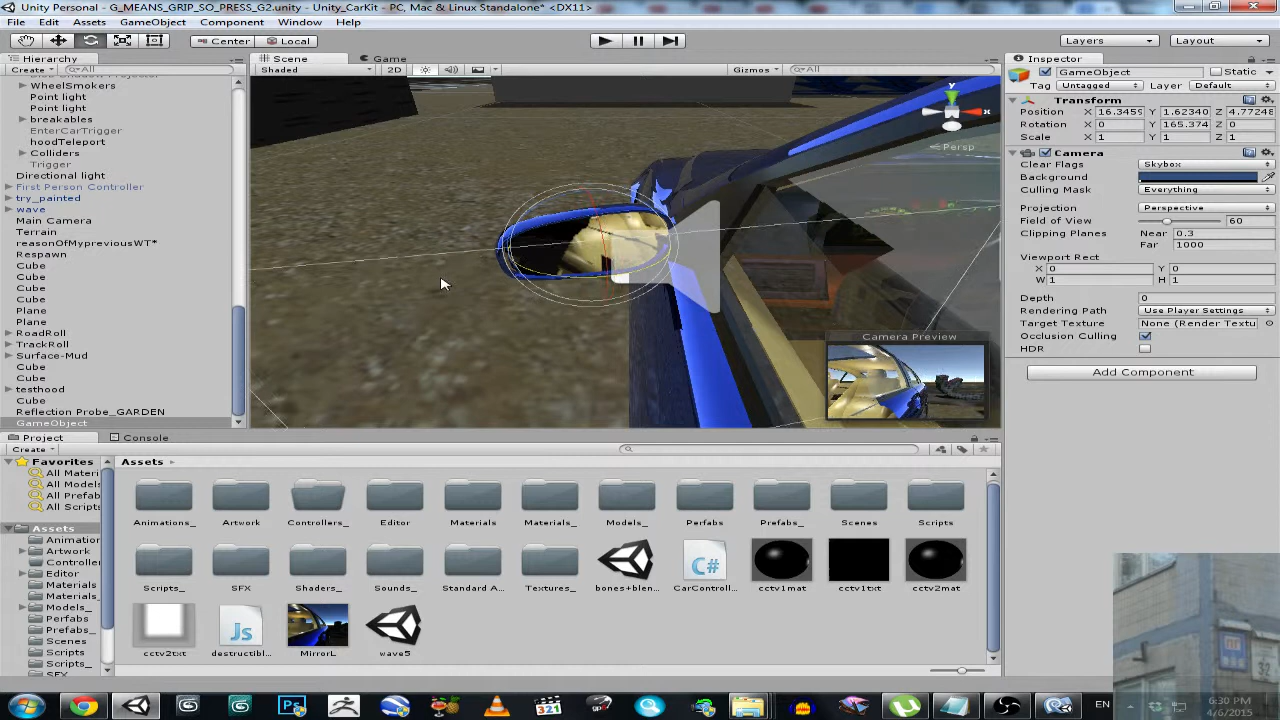 Unity Personal - G_MEANS_GRIP_SO_PRESS_G2.unity - Unity_CarKit - PC, Mac & Linux Standalone* <DX11>
File Edit Assets GameObject Component Window Help
Center Local Layers Layout
Hierarchy
Create All
WheelSmokers
Point light
Point light
breakables
EnterCarTrigger
hoodTeleport
Colliders
Trigger
Directional light
First Person Controller
try_painted
wave
Main Camera
Terrain
reasonOfMypreviousWT*
Respawn
Cube
Cube
Cube
Cube
Cube
Plane
Plane
RoadRoll
TrackRoll
Surface-Mud
Cube
Cube
testhood
Cube
Reflection Probe_GARDEN
GameObject
Scene Game
Shaded 2D Gizmos All
y
x
Persp
Camera Preview
Inspector
GameObject Static
Tag Untagged Layer Default
Transform
Position X 16.3459 Y 1.62340 Z 4.77248
Rotation X 0 Y 165.374 Z 0
Scale X 1 Y 1 Z 1
Camera
Clear Flags Skybox
Background
Culling Mask Everything
Projection Perspective
Field of View 60
Clipping Planes Near 0.3
Far 1000
Viewport Rect
X 0 Y 0
W 1 H 1
Depth 0
Rendering Path Use Player Settings
Target Texture None (Render Textu
Occlusion Culling
HDR
Add Component
Project Console
Create
Favorites
All Materi
All Models
All Prefab
All Scripts
Assets
Animation
Artwork
Controller
Editor
Materials
Materials_
Models_
Perfabs
Prefabs_
Scenes
Scripts
Scripts_
SFX
Assets
Animations_ Artwork Controllers_ Editor Materials Materials_ Models_ Perfabs Prefabs_ Scenes Scripts
C#
Scripts_ SFX Shaders_ Sounds_ Standard A... Textures_ bones+blen... CarControll... cctv1mat cctv1txt cctv2mat
Js
cctv2txt destructibl... MirrorL wave5
ПГ
32
321
EN
6:30 PM
4/6/2015